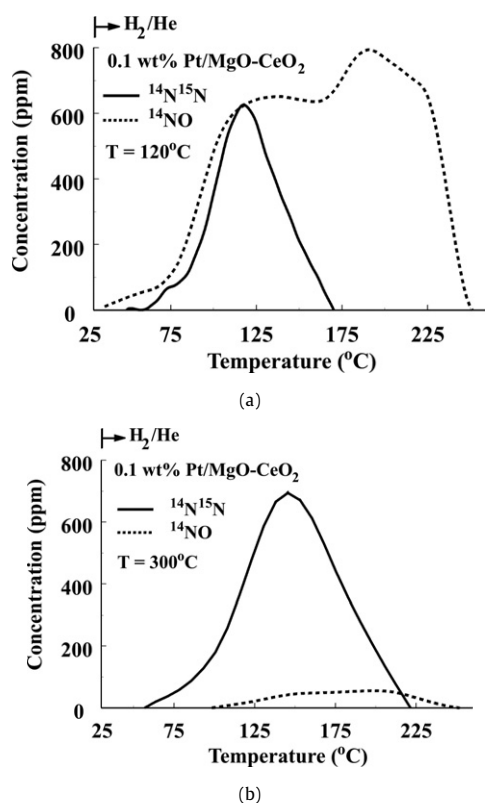 H₂/He
800
0.1 wt% Pt/MgO-CeO₂
¹⁴N¹⁵N
600
¹⁴NO
T = 120°C
400
200
0
25 75 125 175 225
Concentration (ppm)
Temperature (°C)
(a)
H₂/He
800
0.1 wt% Pt/MgO-CeO₂
¹⁴N¹⁵N
600
¹⁴NO
T = 300°C
400
200
0
25 75 125 175 225
Concentration (ppm)
Temperature (°C)
(b)